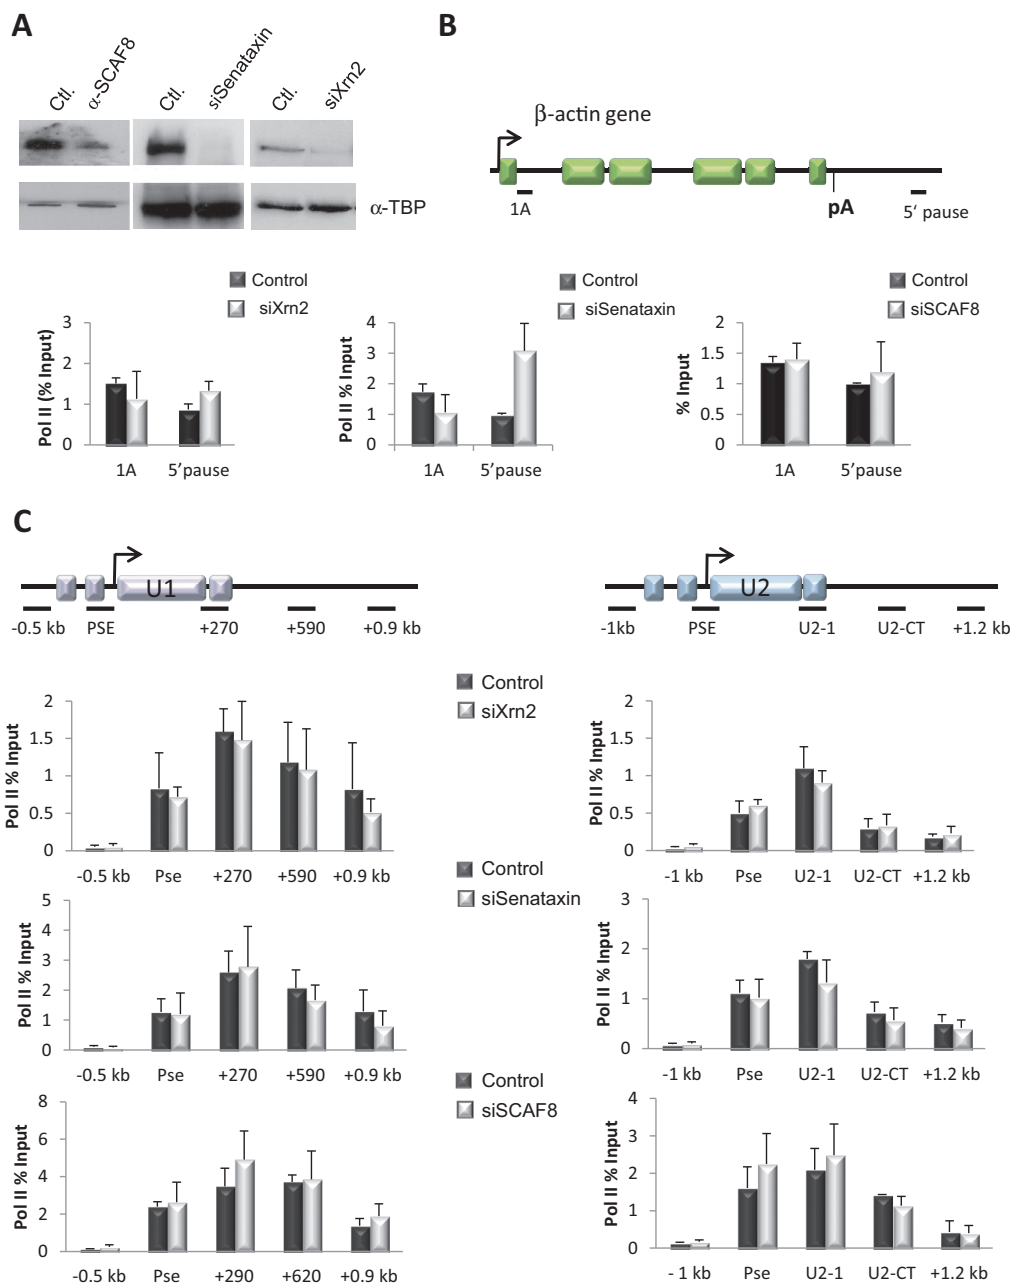 A
B
Ctl. α-SCAF8 Ctl. siSenataxin Ctl. siXrn2
α-TBP
β-actin gene
1A
pA
5' pause
Control
siXrn2
Pol II (% Input)
3
2
1
0
1A 5'pause
Control
siSenataxin
Pol II % Input
4
3
2
1
0
1A 5'pause
Control
siSCAF8
% Input
2
1.5
1
0.5
0
1A 5'pause
C
U1
-0.5 kb PSE +270 +590 +0.9 kb
U2
-1kb PSE U2-1 U2-CT +1.2 kb
Control
siXrn2
Pol II % Input
2
1.5
1
0.5
0
-0.5 kb Pse +270 +590 +0.9 kb
Pol II % Input
2
1.5
1
0.5
0
-1 kb Pse U2-1 U2-CT +1.2 kb
Control
siSenataxin
Pol II % Input
5
4
3
2
1
0
-0.5 kb Pse +270 +590 +0.9 kb
Pol II % Input
3
2
1
0
-1 kb Pse U2-1 U2-CT +1.2 kb
Control
siSCAF8
Pol II % Input
8
6
4
2
0
-0.5 kb Pse +290 +620 +0.9 kb
Pol II % Input
4
3
2
1
0
- 1 kb Pse U2-1 U2-CT +1.2 kb